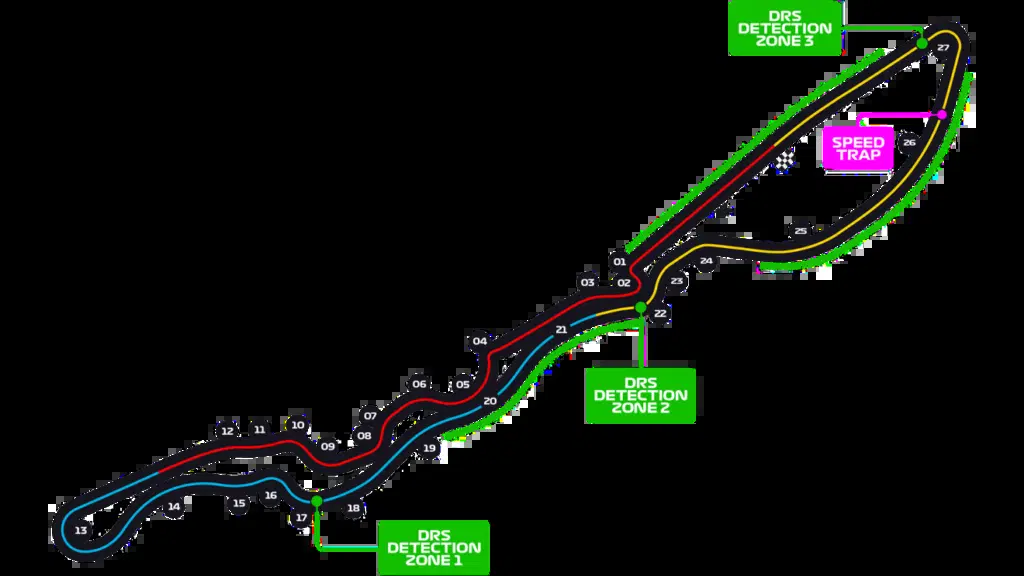 DRS
DETECTION
ZONE 3
27
SPEED
TRAP
26
25
01
24
03
02
23
22
21
04
06
05
20
07
10
12
11
08
09
19
16
15
14
18
17
13
DRS
DETECTION
ZONE 2
DRS
DETECTION
ZONE 1